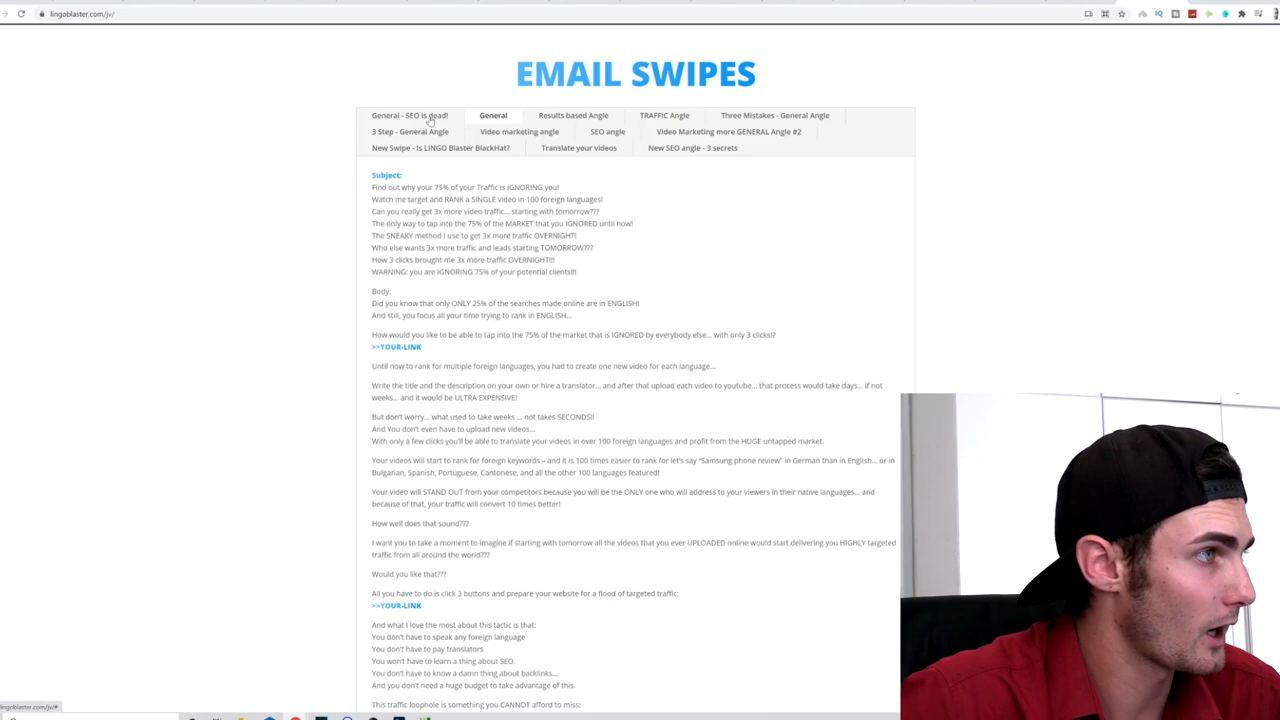 lingoblaster.com/jv/
EMAIL SWIPES
General - SEO is dead!
General
Results based Angle
TRAFFIC Angle
Three Mistakes - General Angle
3 Step - General Angle
Video marketing angle
SEO angle
Video Marketing more GENERAL Angle #2
New Swipe - Is LINGO Blaster BlackHat?
Translate your videos
New SEO angle - 3 secrets
Subject:
Find out why your 75% of your Traffic is IGNORING you!
Watch me target and RANK a SINGLE video in 100 foreign languages!
Can you really get 3x more video traffic... starting with tomorrow???
The only way to tap into the 75% of the MARKET that you IGNORED until now!
The SNEAKY method I use to get 3x more traffic OVERNIGHT!
Who else wants 3x more traffic and leads starting TOMORROW???
How 3 clicks brought me 3x more traffic OVERNIGHT!!!
WARNING: you are IGNORING 75% of your potential clients!!!
Body:
Did you know that only ONLY 25% of the searches made online are in ENGLISH!
And still, you focus all your time trying to rank in ENGLISH...
How would you like to be able to tap into the 75% of the market that is IGNORED by everybody else... with only 3 clicks!?
>>YOUR-LINK
Until now to rank for multiple foreign languages, you had to create one new video for each language...
Write the title and the description on your own or hire a translator... and after that upload each video to youtube... that process would take days... if not
weeks... and it would be ULTRA EXPENSIVE!
But don't worry... what used to take weeks ... not takes SECONDS!!
And You don't even have to upload new videos...
With only a few clicks you'll be able to translate your videos in over 100 foreign languages and profit from the HUGE untapped market.
Your videos will start to rank for foreign keywords – and it is 100 times easier to rank for let's say "Samsung phone review" in German than in English... or in
Bulgarian, Spanish, Portuguese, Cantonese, and all the other 100 languages featured!
Your video will STAND OUT from your competitors because you will be the ONLY one who will address to your viewers in their native languages... and
because of that, your traffic will convert 10 times better!
How well does that sound???
I want you to take a moment to imagine if starting with tomorrow all the videos that you ever UPLOADED online would start delivering you HIGHLY targeted
traffic from all around the world???
Would you like that???
All you have to do is click 3 buttons and prepare your website for a flood of targeted traffic:
>>YOUR-LINK
And what I love the most about this tactic is that:
You don't have to speak any foreign language
You don't have to pay translators
You won't have to learn a thing about SEO.
You don't have to know a damn thing about backlinks...
And you don't need a huge budget to take advantage of this.
This traffic loophole is something you CANNOT afford to miss:
lingoblaster.com/jv/#